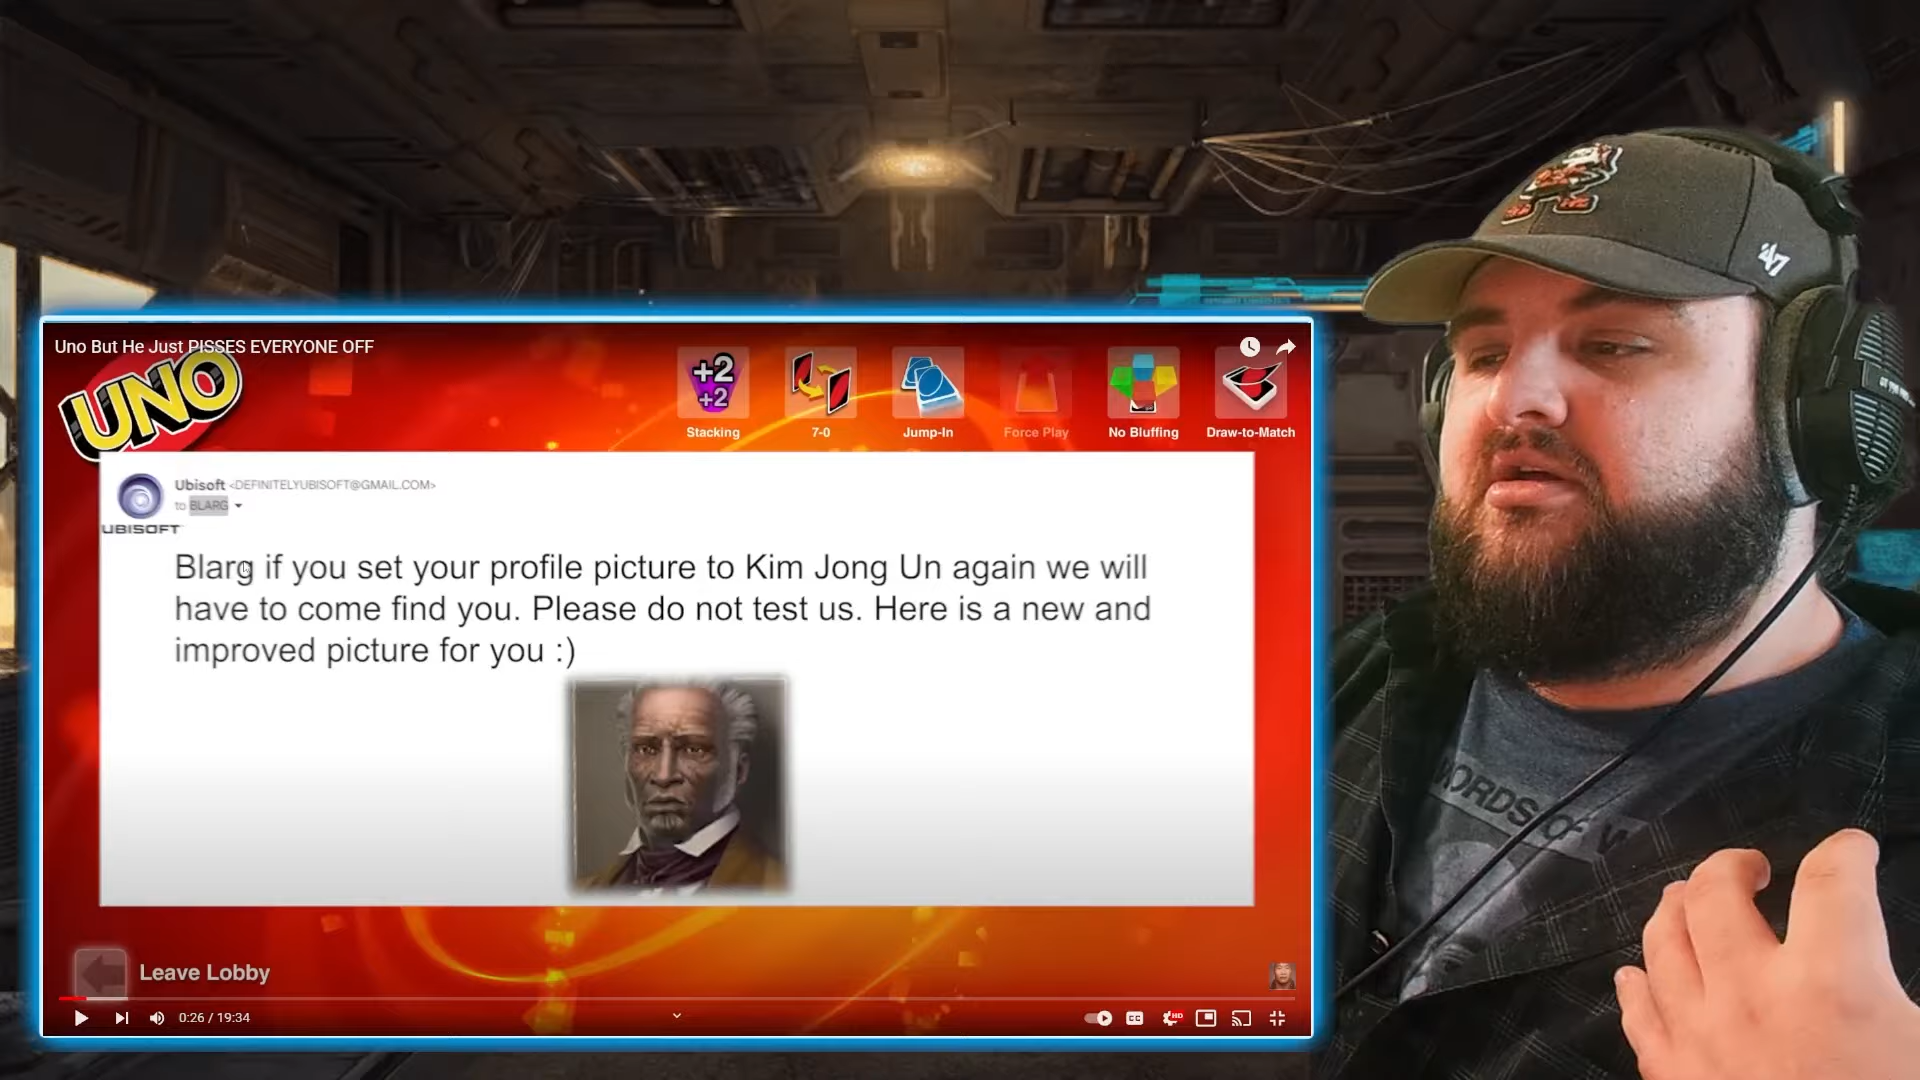 Uno But He Just PISSES EVERYONE OFF
UNO
+2
+2
Stacking
7-0
Jump-In
Force Play
No Bluffing
Draw-to-Match
Ubisoft <DEFINITELYUBISOFT@GMAIL.COM>
to BLARG
UBISOFT
Blarg if you set your profile picture to Kim Jong Un again we will
have to come find you. Please do not test us. Here is a new and
improved picture for you :)
Leave Lobby
0:26 / 19:34
CC
HD
'47
WORDS OF